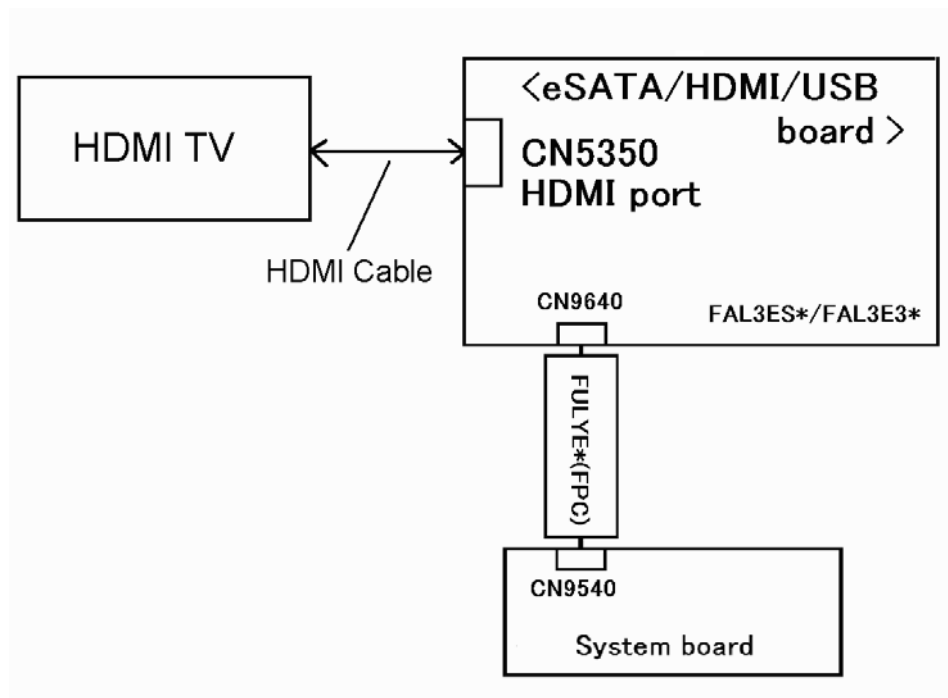 HDMI TV
HDMI Cable
<eSATA/HDMI/USB
board >
CN5350
HDMI port
CN9640
FAL3ES*/FAL3E3*
FULYE*(FPC)
CN9540
System board